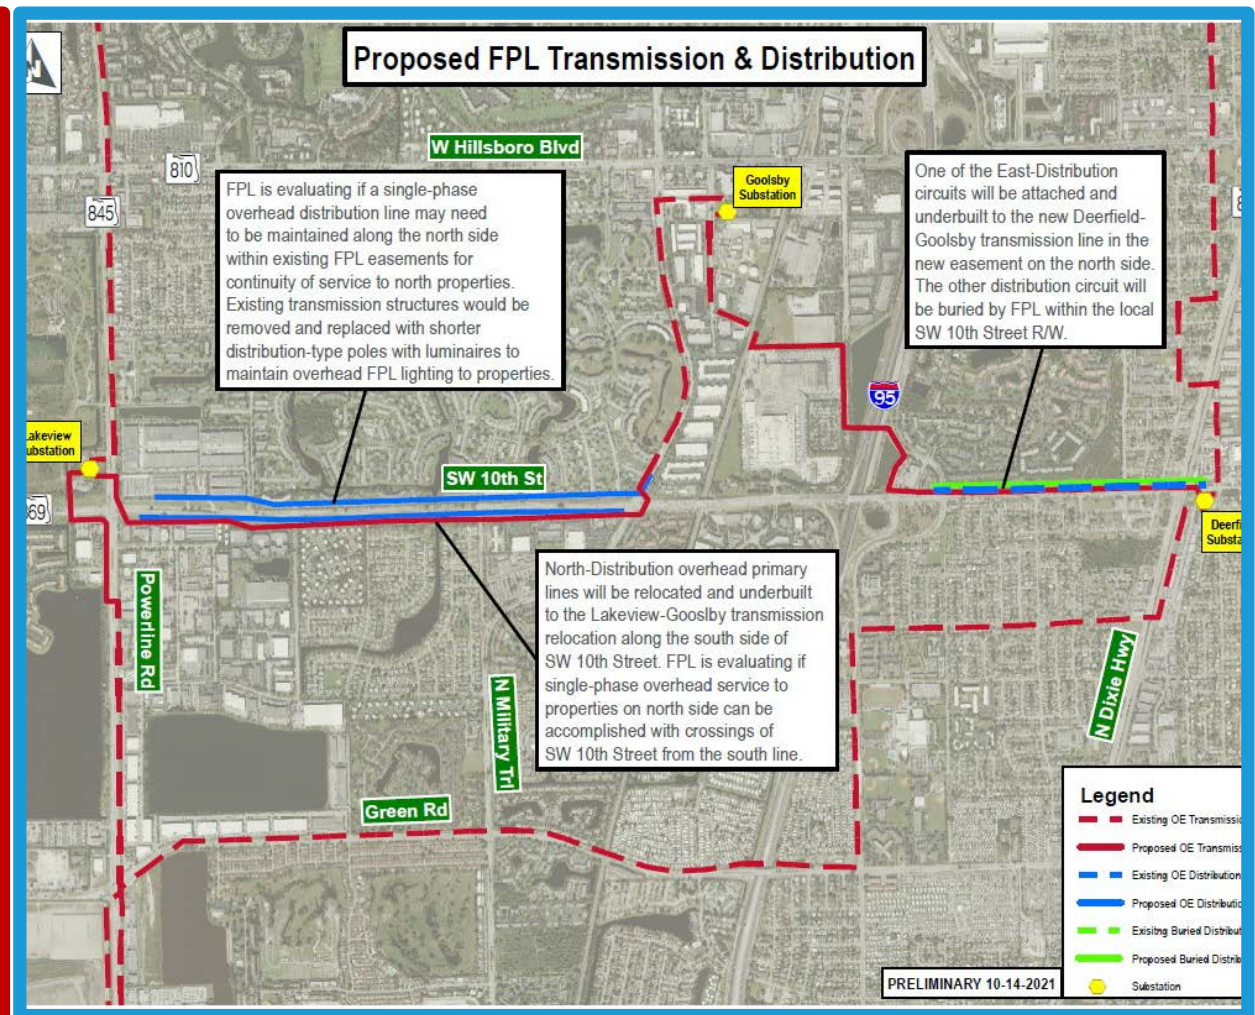 Proposed FPL Transmission & Distribution
N
W Hillsboro Blvd
810
845
Goolsby
Substation
FPL is evaluating if a single-phase
overhead distribution line may need
to be maintained along the north side
within existing FPL easements for
continuity of service to north properties.
Existing transmission structures would be
removed and replaced with shorter
distribution-type poles with luminaires to
maintain overhead FPL lighting to properties.
One of the East-Distribution
circuits will be attached and
underbuilt to the new Deerfield-
Goolsby transmission line in the
new easement on the north side.
The other distribution circuit will
be buried by FPL within the local
SW 10th Street R/W.
95
akeview
ubstation
SW 10th St
69
Deerfi
Substa
North-Distribution overhead primary
lines will be relocated and underbuilt
to the Lakeview-Gooslby transmission
relocation along the south side of
SW 10th Street. FPL is evaluating if
single-phase overhead service to
properties on north side can be
accomplished with crossings of
SW 10th Street from the south line.
Powerline Rd
N Military Trl
N Dixie Hwy
Green Rd
Legend
Existing OE Transmissio
Proposed OE Transmiss
Existing OE Distribution
Proposed OE Distributio
Exisitng Buried Distribut
Proposed Buried Distrib
Substation
PRELIMINARY 10-14-2021